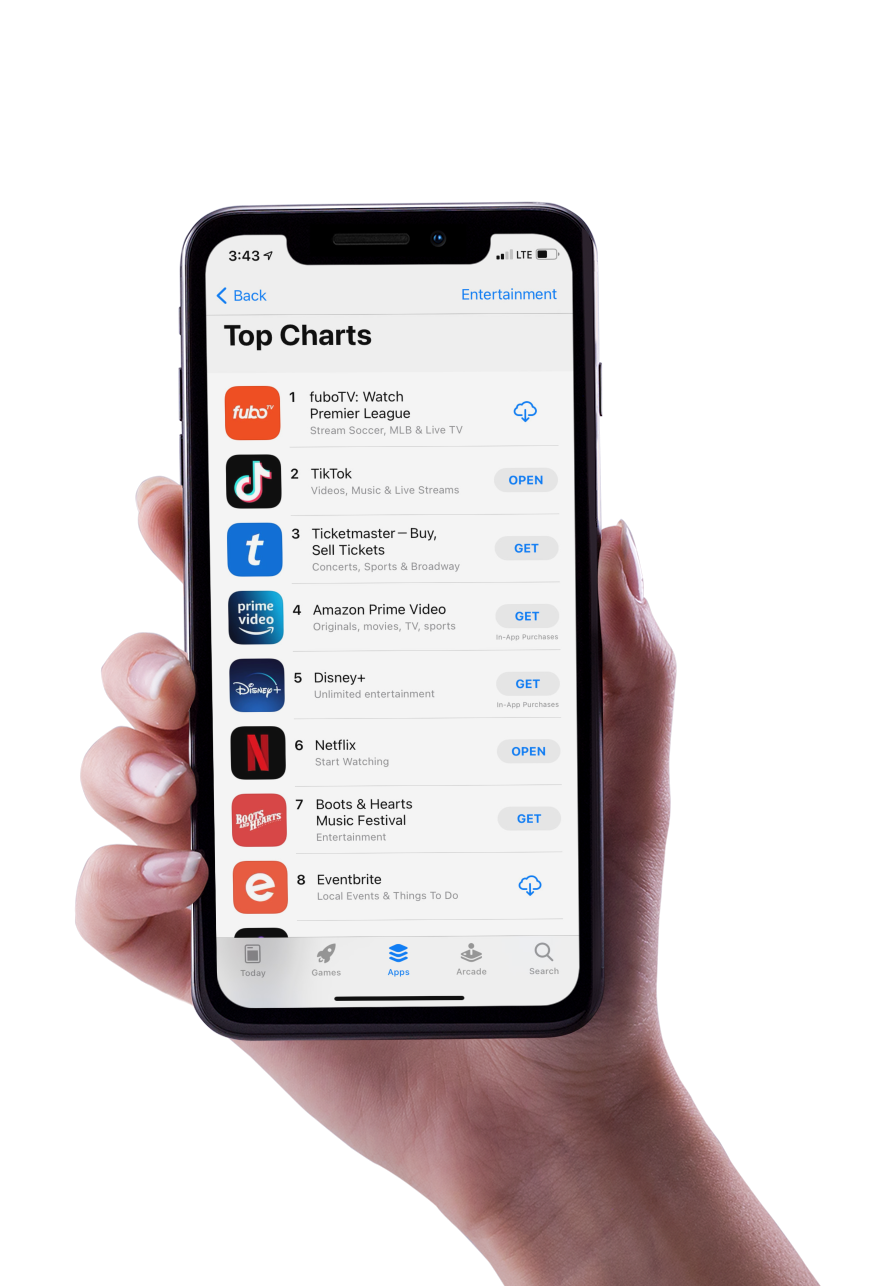 3:43
LTE
Back
Entertainment
Top Charts
fubo TV
1
fuboTV: Watch
Premier League
Stream Soccer, MLB & Live TV
2
TikTok
Videos, Music & Live Streams
OPEN
t
3
Ticketmaster – Buy,
Sell Tickets
Concerts, Sports & Broadway
GET
prime
video
4
Amazon Prime Video
Originals, movies, TV, sports
GET
In-App Purchases
Disney+
5
Disney+
Unlimited entertainment
GET
In-App Purchases
N
6
Netflix
Start Watching
OPEN
BOOTS
AND HEARTS
7
Boots & Hearts
Music Festival
Entertainment
GET
e
8
Eventbrite
Local Events & Things To Do
Today
Games
Apps
Arcade
Search